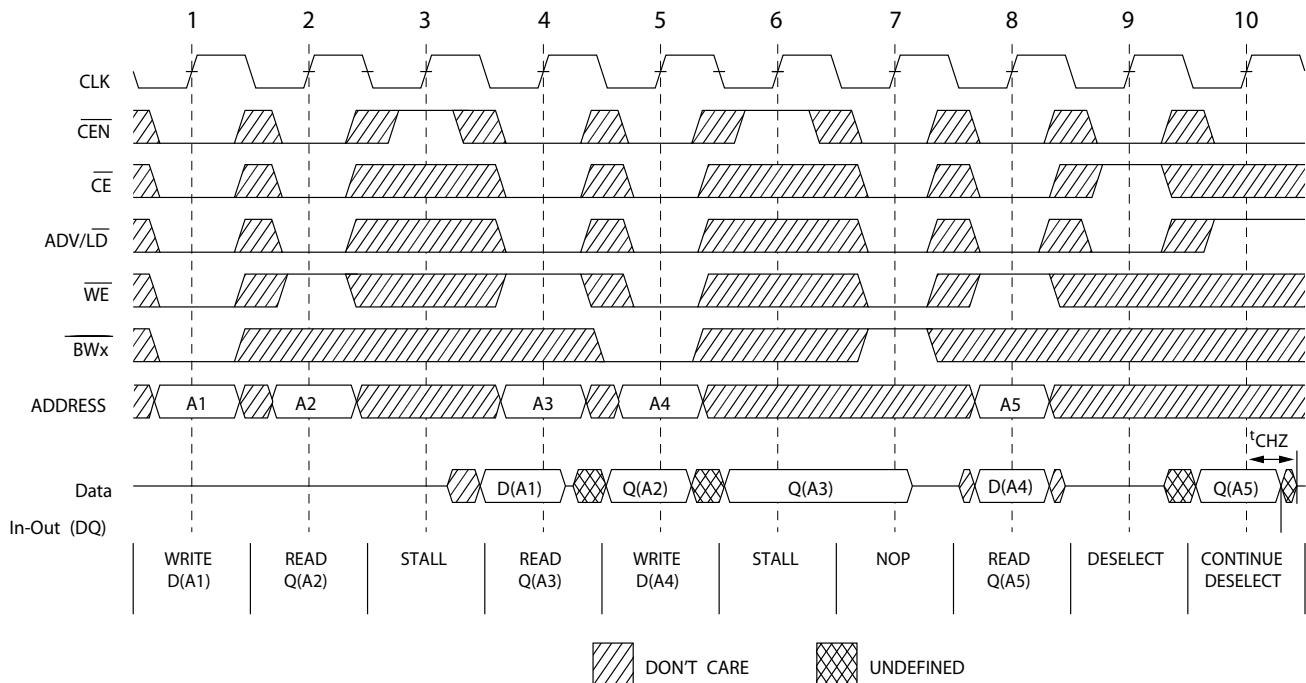 1 2 3 4 5 6 7 8 9 10
CLK
CEN
CE
ADV/LD
WE
BWx
ADDRESS A1 A2 A3 A4 A5
tCHZ
Data D(A1) Q(A2) Q(A3) D(A4) Q(A5)
In-Out (DQ)
WRITE READ STALL READ WRITE STALL NOP READ DESELECT CONTINUE
D(A1) Q(A2) Q(A3) D(A4) Q(A5) DESELECT
DON'T CARE UNDEFINED